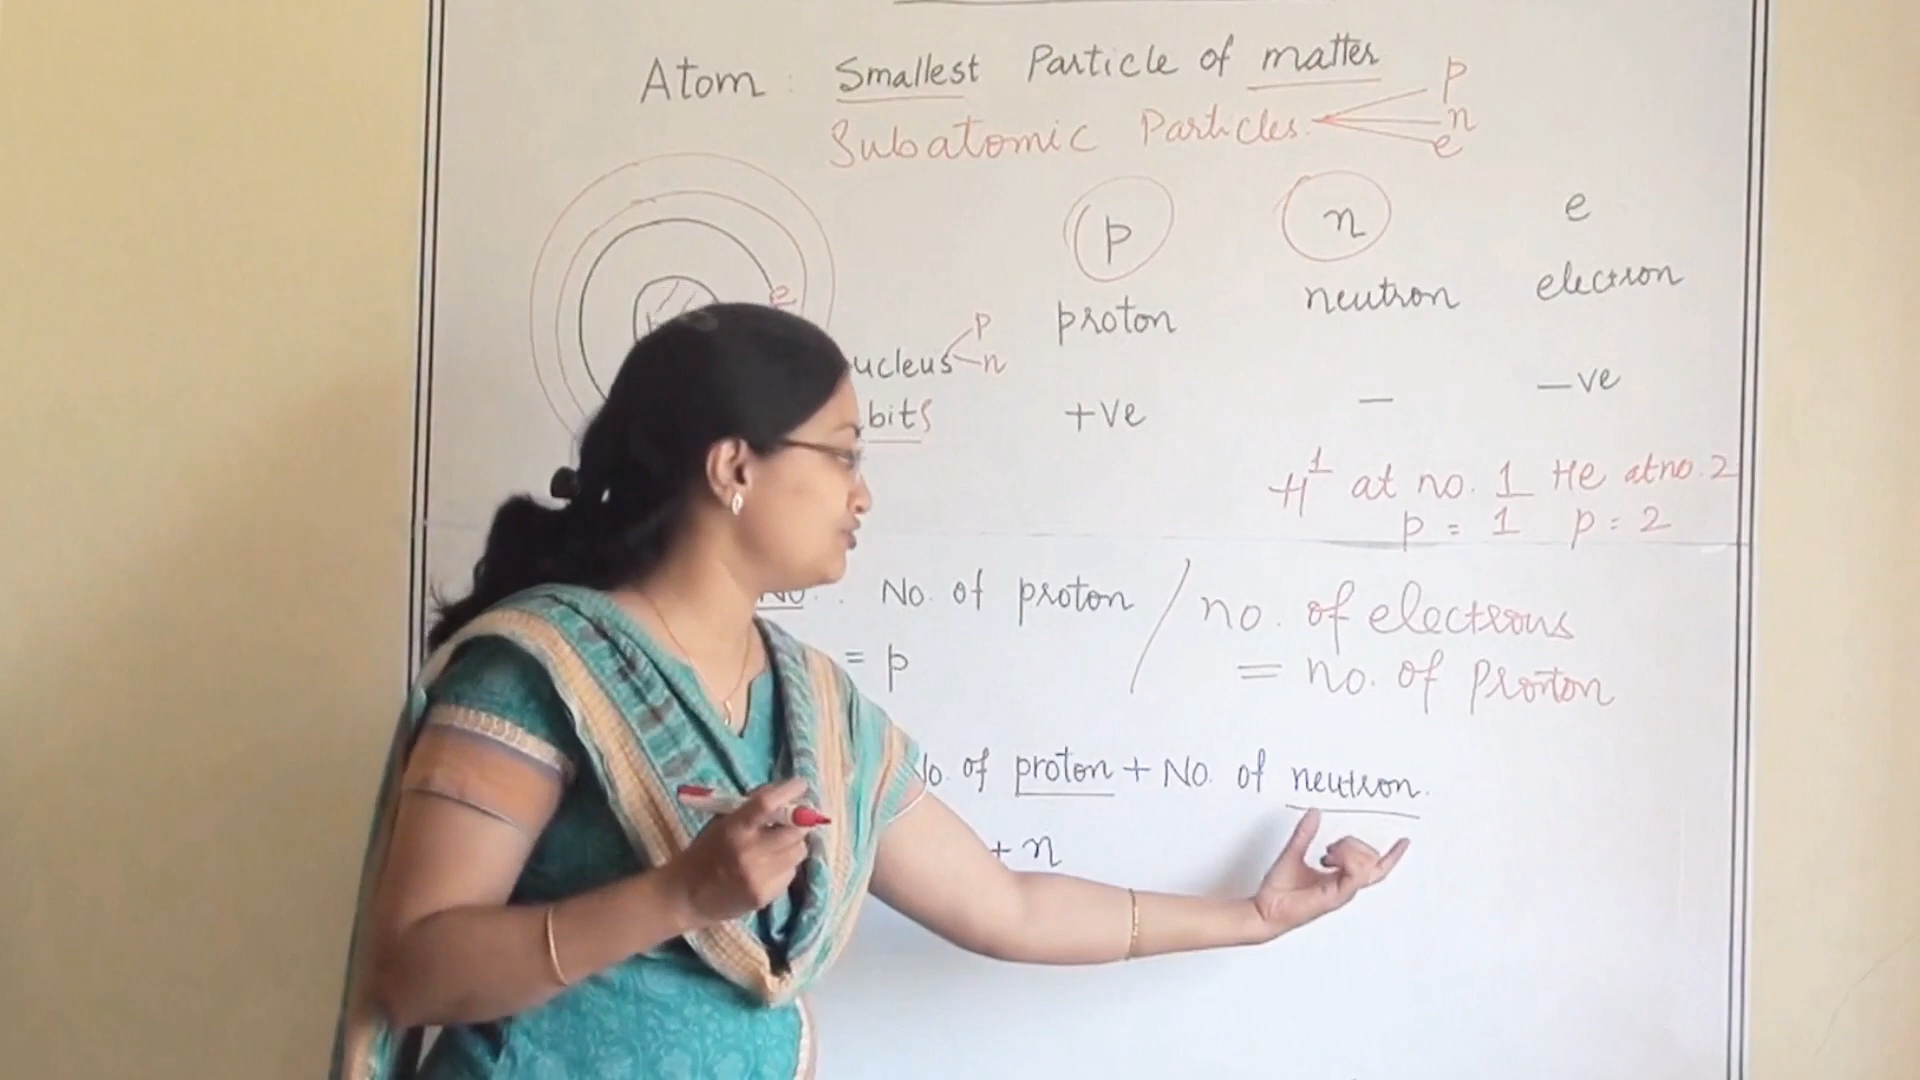 Atom : Smallest Particle of matter
Subatomic Particles. p
n
e
p n e
proton neutron electron
e
ucleus p
n
bits
+ve — —ve
H¹ at no. 1 He at no. 2
p = 1 p = 2
No. : No. of proton / no. of electrons
= p = no. of proton
No. of proton + No. of neutron.
+ n